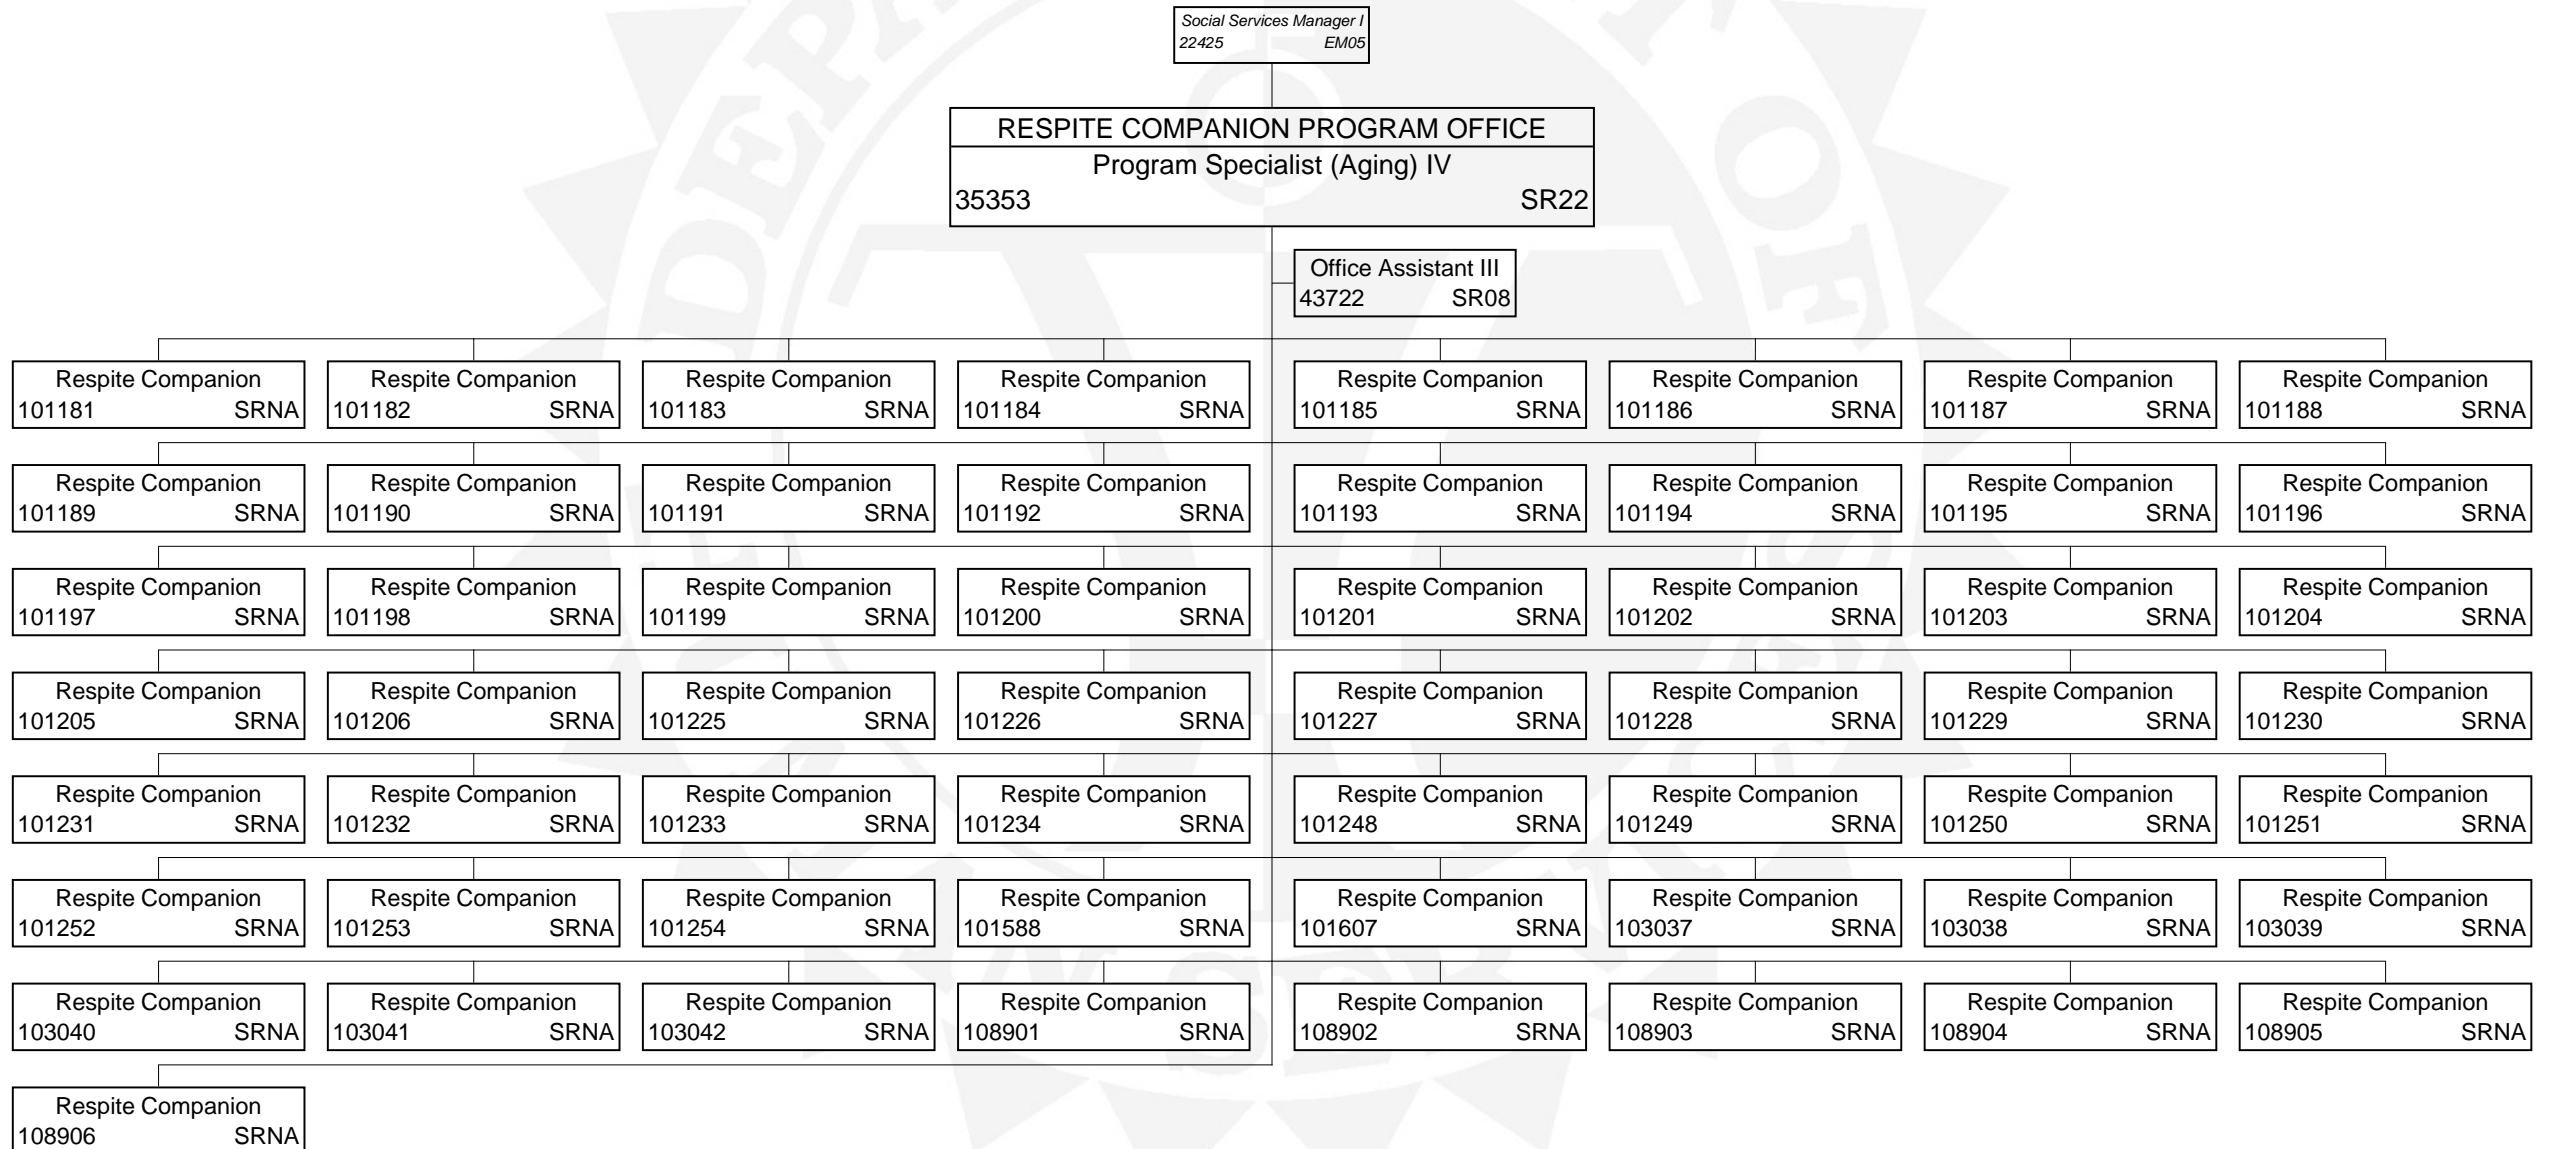 Social Services Manager I
22425 EM05
RESPITE COMPANION PROGRAM OFFICE
Program Specialist (Aging) IV
35353 SR22
Office Assistant III
43722 SR08
Respite Companion Respite Companion Respite Companion Respite Companion Respite Companion Respite Companion Respite Companion Respite Companion
101181 SRNA 101182 SRNA 101183 SRNA 101184 SRNA 101185 SRNA 101186 SRNA 101187 SRNA 101188 SRNA
Respite Companion Respite Companion Respite Companion Respite Companion Respite Companion Respite Companion Respite Companion Respite Companion
101189 SRNA 101190 SRNA 101191 SRNA 101192 SRNA 101193 SRNA 101194 SRNA 101195 SRNA 101196 SRNA
Respite Companion Respite Companion Respite Companion Respite Companion Respite Companion Respite Companion Respite Companion Respite Companion
101197 SRNA 101198 SRNA 101199 SRNA 101200 SRNA 101201 SRNA 101202 SRNA 101203 SRNA 101204 SRNA
Respite Companion Respite Companion Respite Companion Respite Companion Respite Companion Respite Companion Respite Companion Respite Companion
101205 SRNA 101206 SRNA 101225 SRNA 101226 SRNA 101227 SRNA 101228 SRNA 101229 SRNA 101230 SRNA
Respite Companion Respite Companion Respite Companion Respite Companion Respite Companion Respite Companion Respite Companion Respite Companion
101231 SRNA 101232 SRNA 101233 SRNA 101234 SRNA 101248 SRNA 101249 SRNA 101250 SRNA 101251 SRNA
Respite Companion Respite Companion Respite Companion Respite Companion Respite Companion Respite Companion Respite Companion Respite Companion
101252 SRNA 101253 SRNA 101254 SRNA 101588 SRNA 101607 SRNA 103037 SRNA 103038 SRNA 103039 SRNA
Respite Companion Respite Companion Respite Companion Respite Companion Respite Companion Respite Companion Respite Companion Respite Companion
103040 SRNA 103041 SRNA 103042 SRNA 108901 SRNA 108902 SRNA 108903 SRNA 108904 SRNA 108905 SRNA
Respite Companion
108906 SRNA